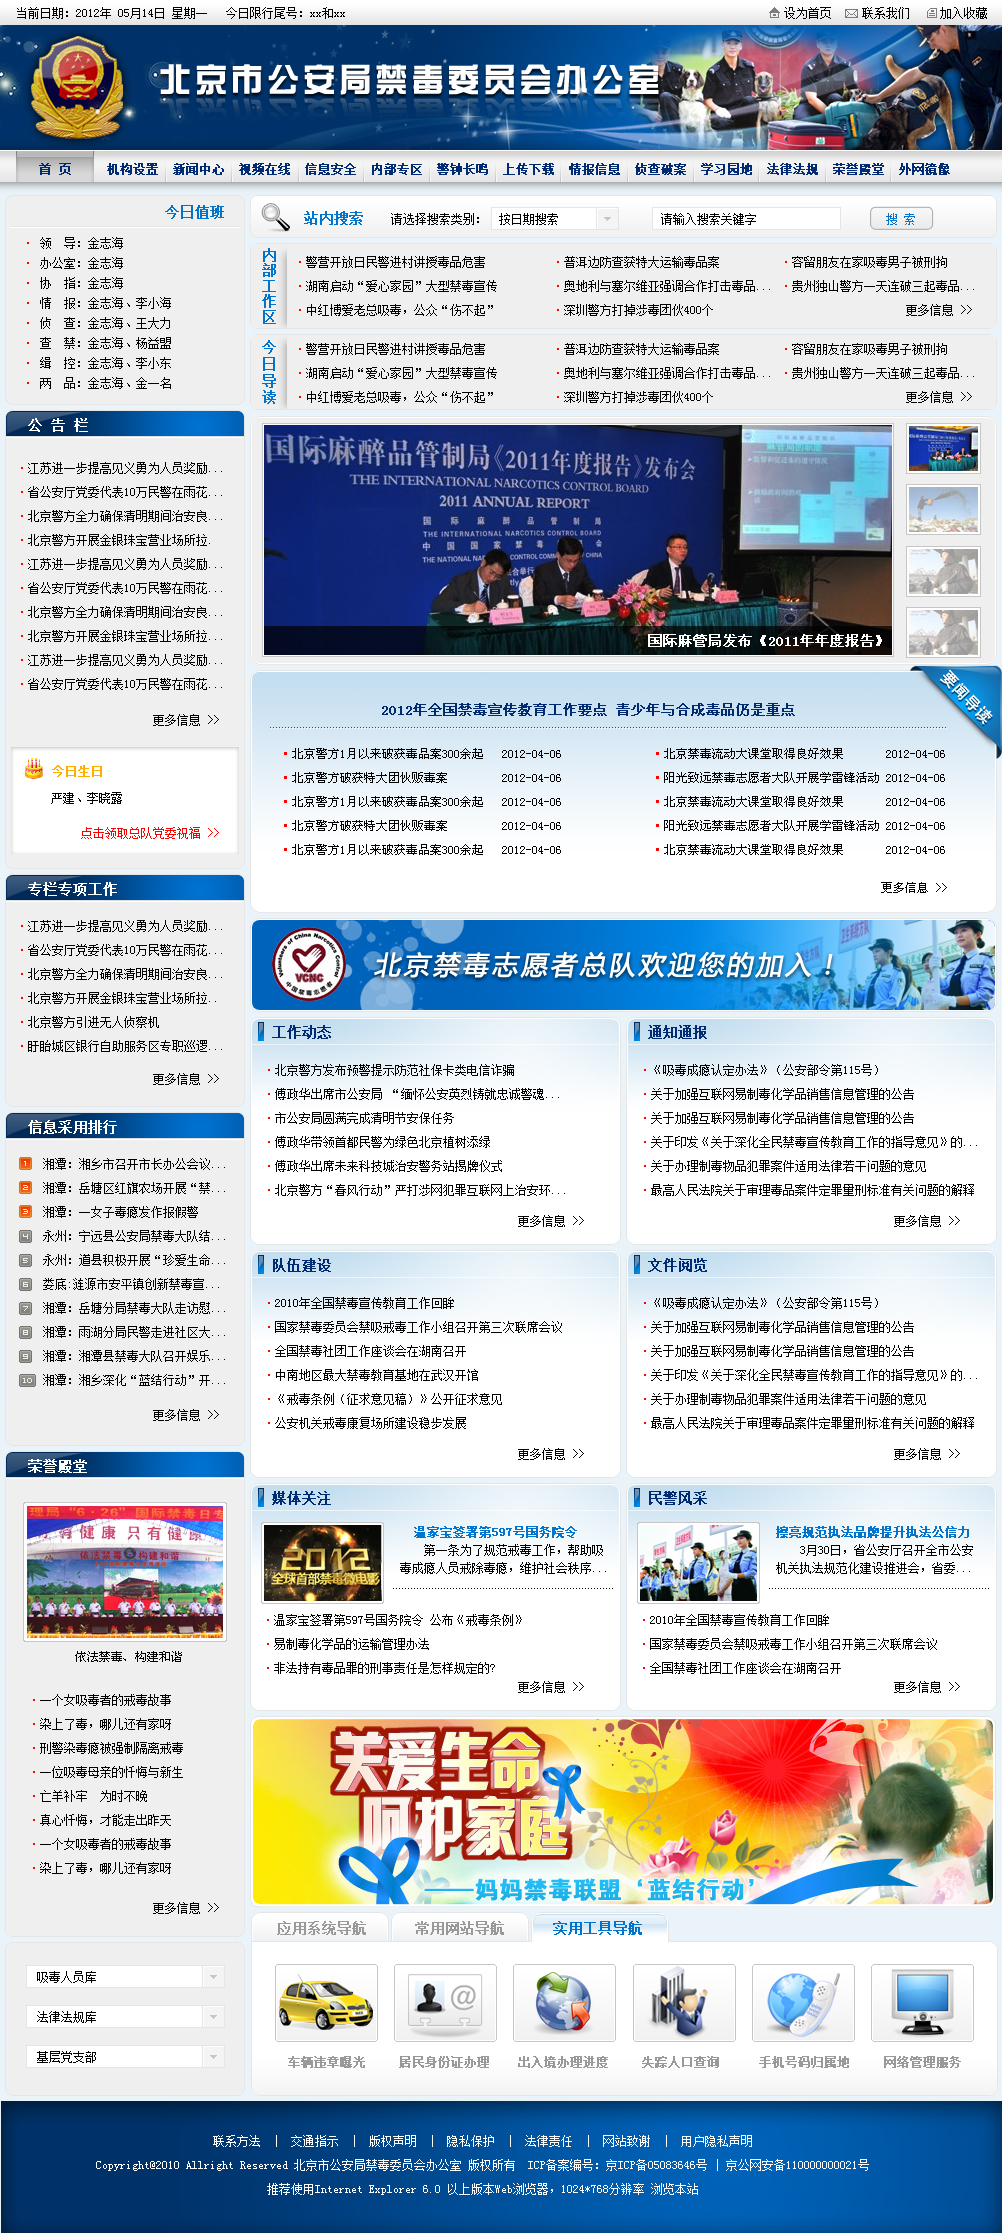 当前日期：2012年 05月14日 星期一 今日限行尾号：xx和xx 设为首页 联系我们 加入收藏
北京市公安局禁毒委员会办公室
首 页 机构设置 新闻中心 视频在线 信息安全 内部专区 警钟长鸣 上传下载 情报信息 侦查破案 学习园地 法律法规 荣誉殿堂 外网镜像
今日值班
领 导：金志海
办公室：金志海
协 指：金志海
情 报：金志海、李小海
侦 查：金志海、王大力
查 禁：金志海、杨益盟
缉 控：金志海、李小东
两 品：金志海、金一名
站内搜索 请选择搜索类别： 按日期搜索 请输入搜索关键字 搜 索
内部工作区
警营开放日民警进村讲授毒品危害 普洱边防查获特大运输毒品案 容留朋友在家吸毒男子被刑拘
湖南启动“爱心家园”大型禁毒宣传 奥地利与塞尔维亚强调合作打击毒品... 贵州独山警方一天连破三起毒品...
中红博爱老总吸毒，公众“伤不起” 深圳警方打掉涉毒团伙400个 更多信息 >>
今日导读
警营开放日民警进村讲授毒品危害 普洱边防查获特大运输毒品案 容留朋友在家吸毒男子被刑拘
湖南启动“爱心家园”大型禁毒宣传 奥地利与塞尔维亚强调合作打击毒品... 贵州独山警方一天连破三起毒品...
中红博爱老总吸毒，公众“伤不起” 深圳警方打掉涉毒团伙400个 更多信息 >>
公 告 栏
江苏进一步提高见义勇为人员奖励...
省公安厅党委代表10万民警在雨花...
北京警方全力确保清明期间治安良...
北京警方开展金银珠宝营业场所拉.
江苏进一步提高见义勇为人员奖励...
省公安厅党委代表10万民警在雨花...
北京警方全力确保清明期间治安良...
北京警方开展金银珠宝营业场所拉...
江苏进一步提高见义勇为人员奖励...
省公安厅党委代表10万民警在雨花...
更多信息 >>
今日生日
严建、李晓露
点击领取总队党委祝福 >>
国际麻醉品管制局《2011年度报告》发布会
THE INTERNATIONAL NARCOTICS CONTROL BOARD
2011 ANNUAL REPORT
国际麻醉品管制局
THE INTERNATIONAL NARCOTICS CONTROL BOARD
中国国家禁毒委员会
国际麻管局发布《2011年年度报告》
要闻导读
2012年全国禁毒宣传教育工作要点 青少年与合成毒品仍是重点
北京警方1月以来破获毒品案300余起 2012-04-06 北京禁毒流动大课堂取得良好效果 2012-04-06
北京警方破获特大团伙贩毒案 2012-04-06 阳光致远禁毒志愿者大队开展学雷锋活动 2012-04-06
北京警方1月以来破获毒品案300余起 2012-04-06 北京禁毒流动大课堂取得良好效果 2012-04-06
北京警方破获特大团伙贩毒案 2012-04-06 阳光致远禁毒志愿者大队开展学雷锋活动 2012-04-06
北京警方1月以来破获毒品案300余起 2012-04-06 北京禁毒流动大课堂取得良好效果 2012-04-06
更多信息 >>
专栏专项工作
江苏进一步提高见义勇为人员奖励...
省公安厅党委代表10万民警在雨花...
北京警方全力确保清明期间治安良...
北京警方开展金银珠宝营业场所拉.
北京警方引进无人侦察机
盱眙城区银行自助服务区专职巡逻...
更多信息 >>
Volunteers of China Narcotics Control
VCNC
中国禁毒志愿者
北京禁毒志愿者总队欢迎您的加入！
工作动态
北京警方发布预警提示防范社保卡类电信诈骗
傅政华出席市公安局 “缅怀公安英烈铸就忠诚警魂...
市公安局圆满完成清明节安保任务
傅政华带领首都民警为绿色北京植树添绿
傅政华出席未来科技城治安警务站揭牌仪式
北京警方“春风行动”严打涉网犯罪互联网上治安环...
更多信息 >>
通知通报
《吸毒成瘾认定办法》（公安部令第115号）
关于加强互联网易制毒化学品销售信息管理的公告
关于加强互联网易制毒化学品销售信息管理的公告
关于印发《关于深化全民禁毒宣传教育工作的指导意见》的...
关于办理制毒物品犯罪案件适用法律若干问题的意见
最高人民法院关于审理毒品案件定罪量刑标准有关问题的解释
更多信息 >>
信息采用排行
1 湘潭：湘乡市召开市长办公会议...
2 湘潭：岳塘区红旗农场开展“禁...
3 湘潭：一女子毒瘾发作报假警
4 永州：宁远县公安局禁毒大队结...
5 永州：道县积极开展“珍爱生命...
6 娄底:涟源市安平镇创新禁毒宣...
7 湘潭：岳塘分局禁毒大队走访慰...
8 湘潭：雨湖分局民警走进社区大...
9 湘潭：湘潭县禁毒大队召开娱乐...
10 湘潭：湘乡深化“蓝结行动”开...
更多信息 >>
队伍建设
2010年全国禁毒宣传教育工作回眸
国家禁毒委员会禁吸戒毒工作小组召开第三次联席会议
全国禁毒社团工作座谈会在湖南召开
中南地区最大禁毒教育基地在武汉开馆
《戒毒条例（征求意见稿）》公开征求意见
公安机关戒毒康复场所建设稳步发展
更多信息 >>
文件阅览
《吸毒成瘾认定办法》（公安部令第115号）
关于加强互联网易制毒化学品销售信息管理的公告
关于加强互联网易制毒化学品销售信息管理的公告
关于印发《关于深化全民禁毒宣传教育工作的指导意见》的...
关于办理制毒物品犯罪案件适用法律若干问题的意见
最高人民法院关于审理毒品案件定罪量刑标准有关问题的解释
更多信息 >>
荣誉殿堂
理局“6·26”国际禁毒日专
健康 只有健康
依法禁毒 构建和谐
依法禁毒、构建和谐
一个女吸毒者的戒毒故事
染上了毒，哪儿还有家呀
刑警染毒瘾被强制隔离戒毒
一位吸毒母亲的忏悔与新生
亡羊补牢 为时不晚
真心忏悔，才能走出昨天
一个女吸毒者的戒毒故事
染上了毒，哪儿还有家呀
更多信息 >>
媒体关注
2012
全球首部禁毒微电影
温家宝签署第597号国务院令
第一条为了规范戒毒工作，帮助吸
毒成瘾人员戒除毒瘾，维护社会秩序...
温家宝签署第597号国务院令 公布《戒毒条例》
易制毒化学品的运输管理办法
非法持有毒品罪的刑事责任是怎样规定的?
更多信息 >>
民警风采
擦亮规范执法品牌提升执法公信力
3月30日，省公安厅召开全市公安
机关执法规范化建设推进会，省委...
2010年全国禁毒宣传教育工作回眸
国家禁毒委员会禁吸戒毒工作小组召开第三次联席会议
全国禁毒社团工作座谈会在湖南召开
更多信息 >>
关爱生命
呵护家庭
——妈妈禁毒联盟‘蓝结行动’
应用系统导航 常用网站导航 实用工具导航
车辆违章曝光 居民身份证办理 出入境办理进度 失踪人口查询 手机号码归属地 网络管理服务
吸毒人员库
法律法规库
基层党支部
联系方法 | 交通指示 | 版权声明 | 隐私保护 | 法律责任 | 网站致谢 | 用户隐私声明
Copyright@2010 Allright Reserved 北京市公安局禁毒委员会办公室 版权所有 ICP备案编号：京ICP备05083646号 | 京公网安备110000000021号
推荐使用Internet Explorer 6.0 以上版本Web浏览器，1024*768分辨率 浏览本站